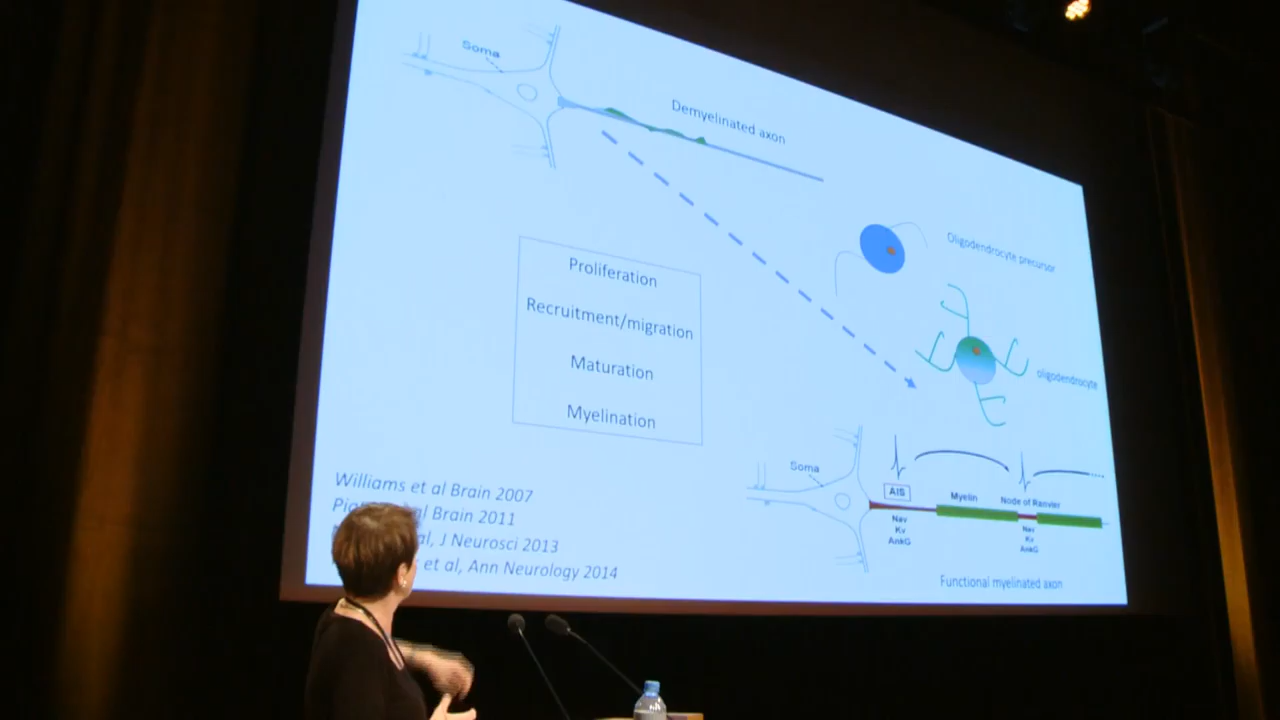 Soma
Demyelinated axon
Oligodendrocyte precursor
Proliferation
Recruitment/migration
Maturation
Myelination
oligodendrocyte
Soma
AIS
Myelin
Node of Ranvier
Nav
Kv
AnkG
Nav
Kv
AnkG
Functional myelinated axon
Williams et al Brain 2007
al Brain 2011
al, J Neurosci 2013
et al, Ann Neurology 2014